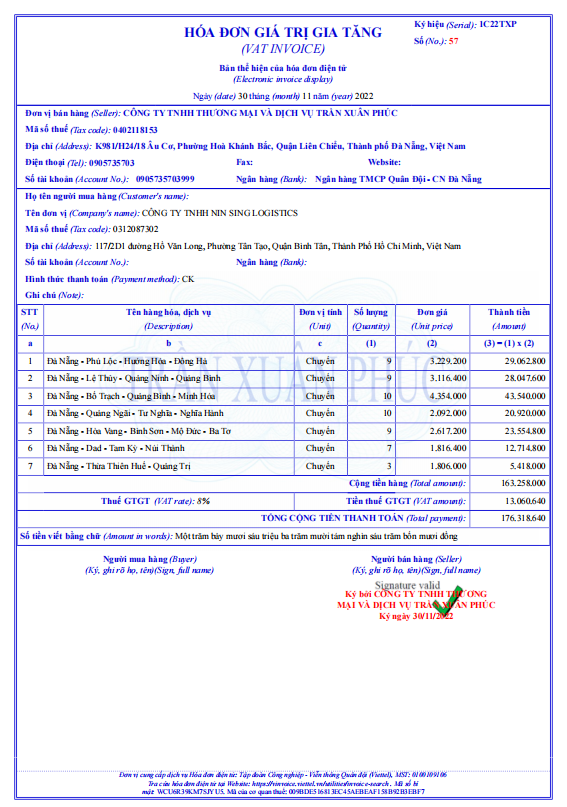 HÓA ĐƠN GIÁ TRỊ GIA TĂNG
(VAT INVOICE)
Ký hiệu (Serial): 1C22TXP
Số (No.): 57
Bản thể hiện của hóa đơn điện tử
(Electronic invoice display)
Ngày (date) 30 tháng (month) 11 năm (year) 2022
Đơn vị bán hàng (Seller): CÔNG TY TNHH THƯƠNG MẠI VÀ DỊCH VỤ TRẦN XUÂN PHÚC
Mã số thuế (Tax code): 0402118153
Địa chỉ (Address): K981/H24/18 Âu Cơ, Phường Hoà Khánh Bắc, Quận Liên Chiểu, Thành phố Đà Nẵng, Việt Nam
Điện thoại (Tel): 0905735703 Fax: Website:
Số tài khoản (Account No.): 0905735703999 Ngân hàng (Bank): Ngân hàng TMCP Quân Đội - CN Đà Nẵng
Họ tên người mua hàng (Customer's name):
Tên đơn vị (Company's name): CÔNG TY TNHH NIN SING LOGISTICS
Mã số thuế (Tax code): 0312087302
Địa chỉ (Address): 117/2D1 đường Hồ Văn Long, Phường Tân Tạo, Quận Bình Tân, Thành Phố Hồ Chí Minh, Việt Nam
Số tài khoản (Account No.): Ngân hàng (Bank):
Hình thức thanh toán (Payment method): CK
Ghi chú (Note):
STT Tên hàng hóa, dịch vụ Đơn vị tính Số lượng Đơn giá Thành tiền
(No.) (Description) (Unit) (Quantity) (Unit price) (Amount)
a b c (1) (2) (3) = (1) x (2)
1 Đà Nẵng - Phú Lộc - Hướng Hóa - Đông Hà Chuyến 9 3.229.200 29.062.800
2 Đà Nẵng - Lệ Thủy - Quảng Ninh - Quảng Bình Chuyến 9 3.116.400 28.047.600
3 Đà Nẵng - Bố Trạch - Quảng Bình - Minh Hóa Chuyến 10 4.354.000 43.540.000
4 Đà Nẵng - Quảng Ngãi - Tư Nghĩa - Nghĩa Hành Chuyến 10 2.092.000 20.920.000
5 Đà Nẵng - Hòa Vang - Bình Sơn - Mộ Đức - Ba Tơ Chuyến 9 2.617.200 23.554.800
6 Đà Nẵng - Dad - Tam Kỳ - Núi Thành Chuyến 7 1.816.400 12.714.800
7 Đà Nẵng - Thừa Thiên Huế - Quảng Trị Chuyến 3 1.806.000 5.418.000
TRẦN XUÂN PHÚC
Cộng tiền hàng (Total amount): 163.258.000
Thuế GTGT (VAT rate): 8% Tiền thuế GTGT (VAT amount): 13.060.640
TỔNG CỘNG TIỀN THANH TOÁN (Total payment): 176.318.640
Số tiền viết bằng chữ (Amount in words): Một trăm bảy mươi sáu triệu ba trăm mười tám nghìn sáu trăm bốn mươi đồng
Người mua hàng (Buyer) Người bán hàng (Seller)
(Ký, ghi rõ họ, tên)(Sign, full name) (Ký, ghi rõ họ, tên)(Sign, full name)
Signature valid
Ký bởi CÔNG TY TNHH THƯƠNG
MẠI VÀ DỊCH VỤ TRẦN XUÂN PHÚC
Ký ngày 30/11/2022
Đơn vị cung cấp dịch vụ Hóa đơn điện tử: Tập đoàn Công nghiệp - Viễn thông Quân đội (Viettel), MST: 0100109106
Tra cứu hóa đơn điện tử tại Website: https://vinvoice.viettel.vn/utilities/invoice-search . Mã số bí
mật: WCU6R39KM7SJYU5, Mã của cơ quan thuế: 009BDE516813EC45AEBEAF158B92B3EBF7